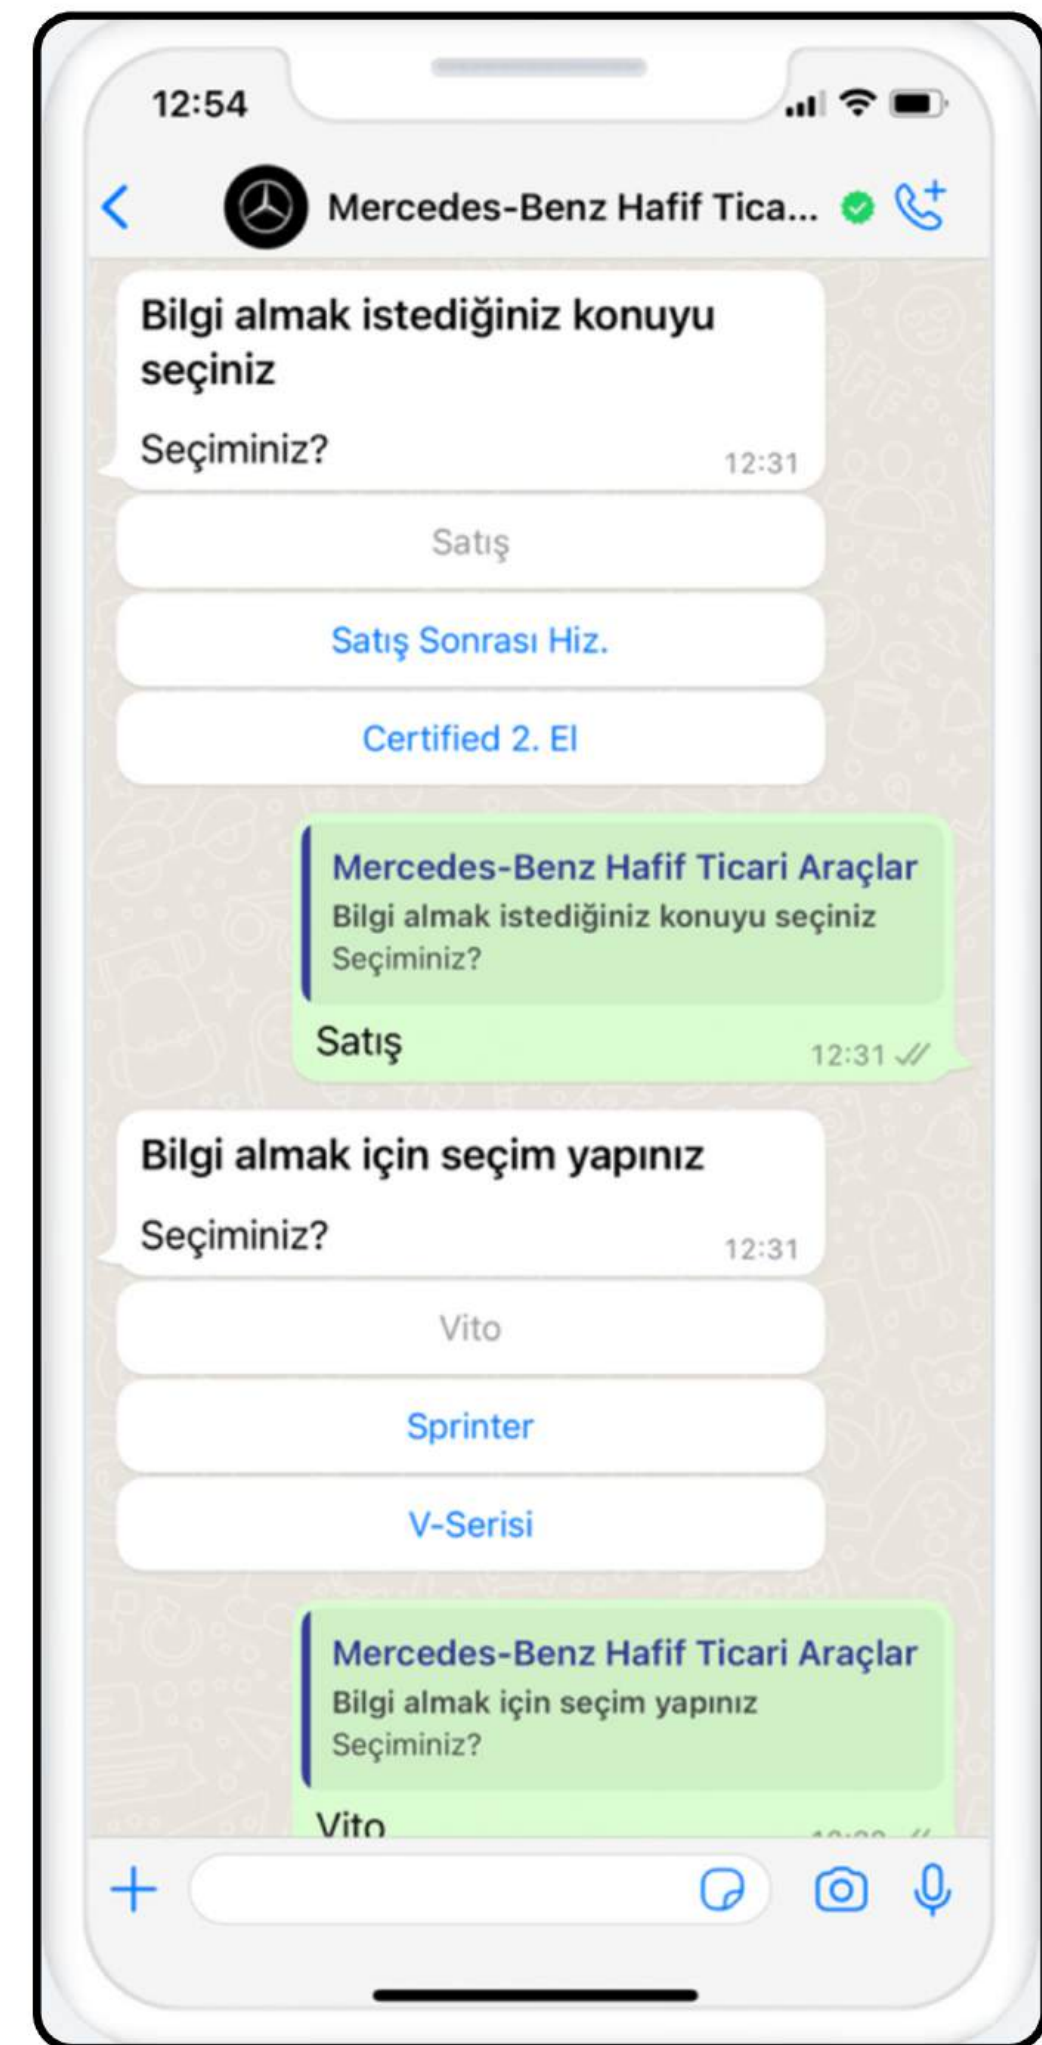 12:54
Mercedes-Benz Hafif Tica...
Bilgi almak istediğiniz konuyu
seçiniz
Seçiminiz?
12:31
Satış
Satış Sonrası Hiz.
Certified 2. El
Mercedes-Benz Hafif Ticari Araçlar
Bilgi almak istediğiniz konuyu seçiniz
Seçiminiz?
Satış
12:31
Bilgi almak için seçim yapınız
Seçiminiz?
12:31
Vito
Sprinter
V-Serisi
Mercedes-Benz Hafif Ticari Araçlar
Bilgi almak için seçim yapınız
Seçiminiz?
Vito